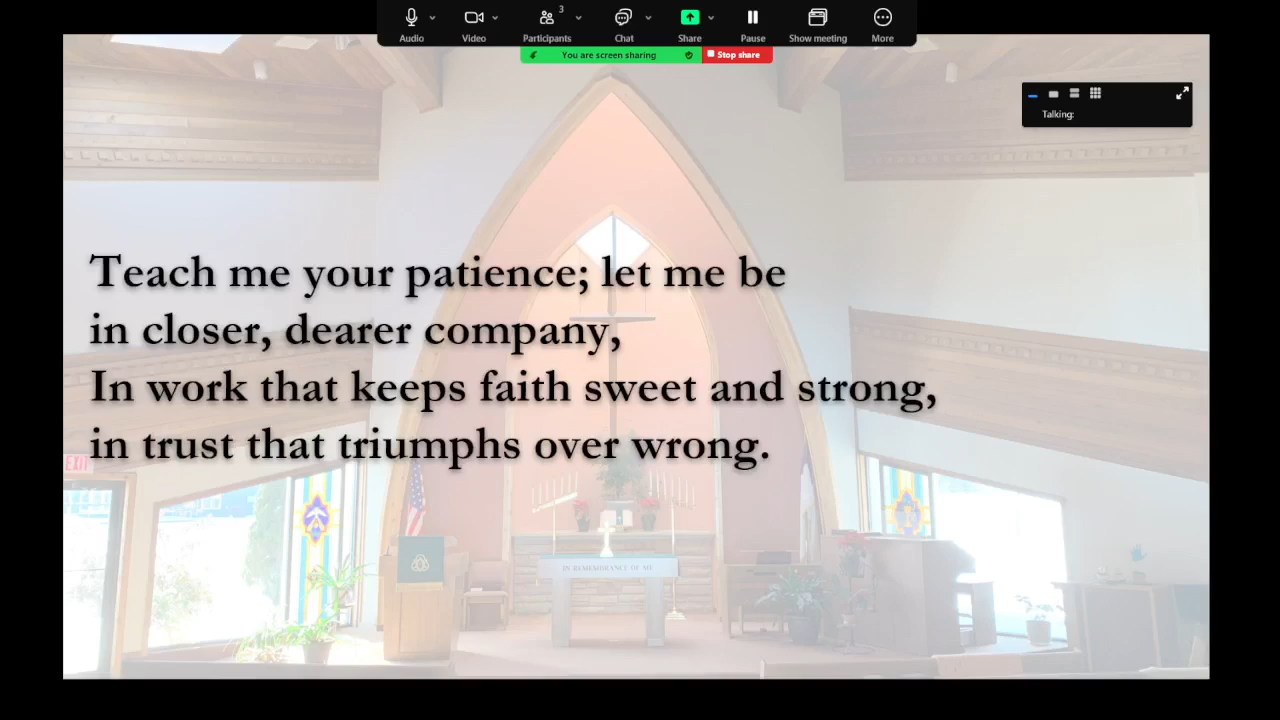 3
Audio
Video
Participants
Chat
Share
Pause
Show meeting
More
You are screen sharing
Stop share
Talking:
Teach me your patience; let me be
in closer, dearer company,
In work that keeps faith sweet and strong,
in trust that triumphs over wrong.
EXIT
IN REMEMBRANCE OF ME